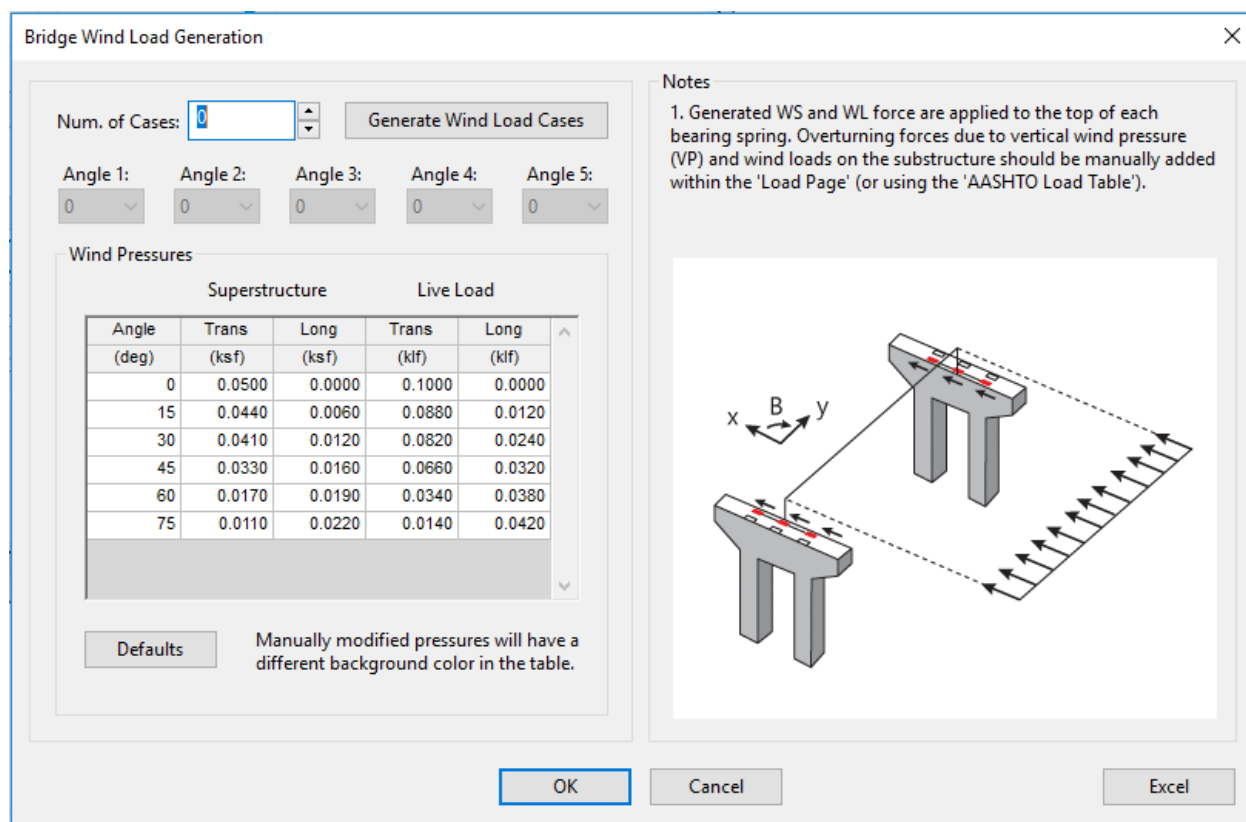 Bridge Wind Load Generation
Num. of Cases: 0 Generate Wind Load Cases
Angle 1: Angle 2: Angle 3: Angle 4: Angle 5:
0 0 0 0 0
Wind Pressures
Superstructure Live Load
Angle Trans Long Trans Long
(deg) (ksf) (ksf) (klf) (klf)
0 0.0500 0.0000 0.1000 0.0000
15 0.0440 0.0060 0.0880 0.0120
30 0.0410 0.0120 0.0820 0.0240
45 0.0330 0.0160 0.0660 0.0320
60 0.0170 0.0190 0.0340 0.0380
75 0.0110 0.0220 0.0140 0.0420
Defaults
Manually modified pressures will have a
different background color in the table.
Notes
1. Generated WS and WL force are applied to the top of each
bearing spring. Overturning forces due to vertical wind pressure
(VP) and wind loads on the substructure should be manually added
within the 'Load Page' (or using the 'AASHTO Load Table').
x B y
OK Cancel Excel